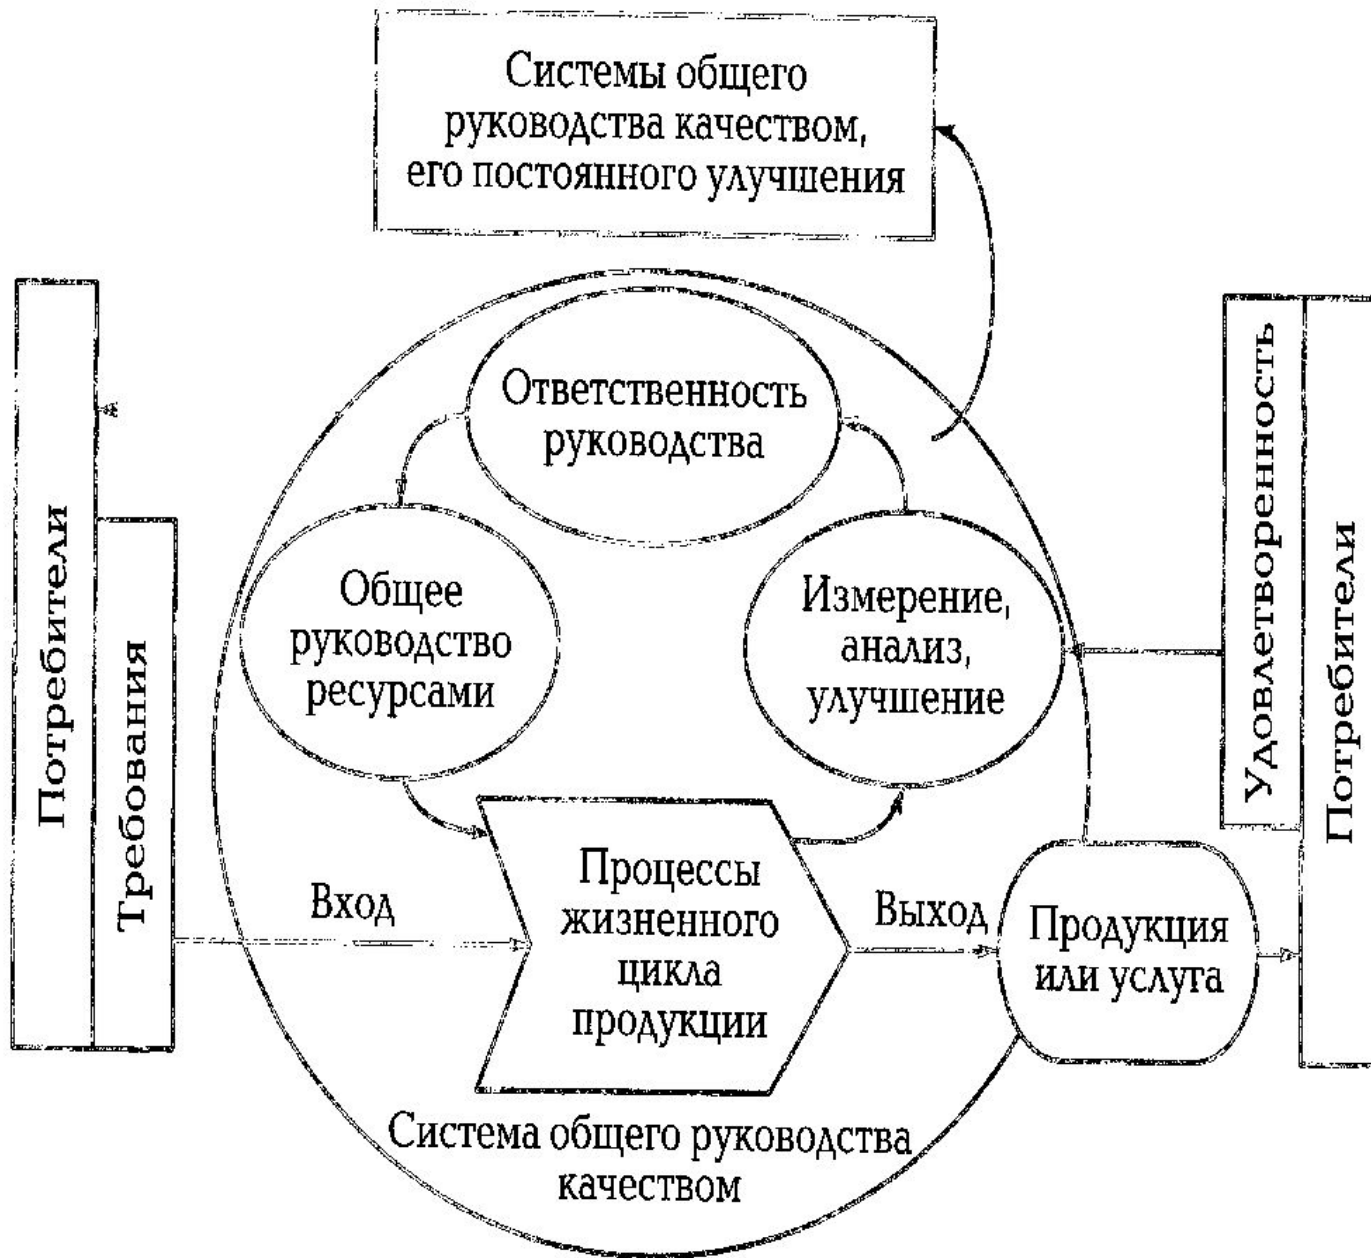 Системы общего
руководства качеством,
его постоянного улучшения
Потребители
Требования
Ответственность
руководства
Общее
руководство
ресурсами
Измерение,
анализ,
улучшение
Удовлетворенность
Потребители
Вход
Процессы
жизненного
цикла
продукции
Выход
Продукция
или услуга
Система общего руководства
качеством